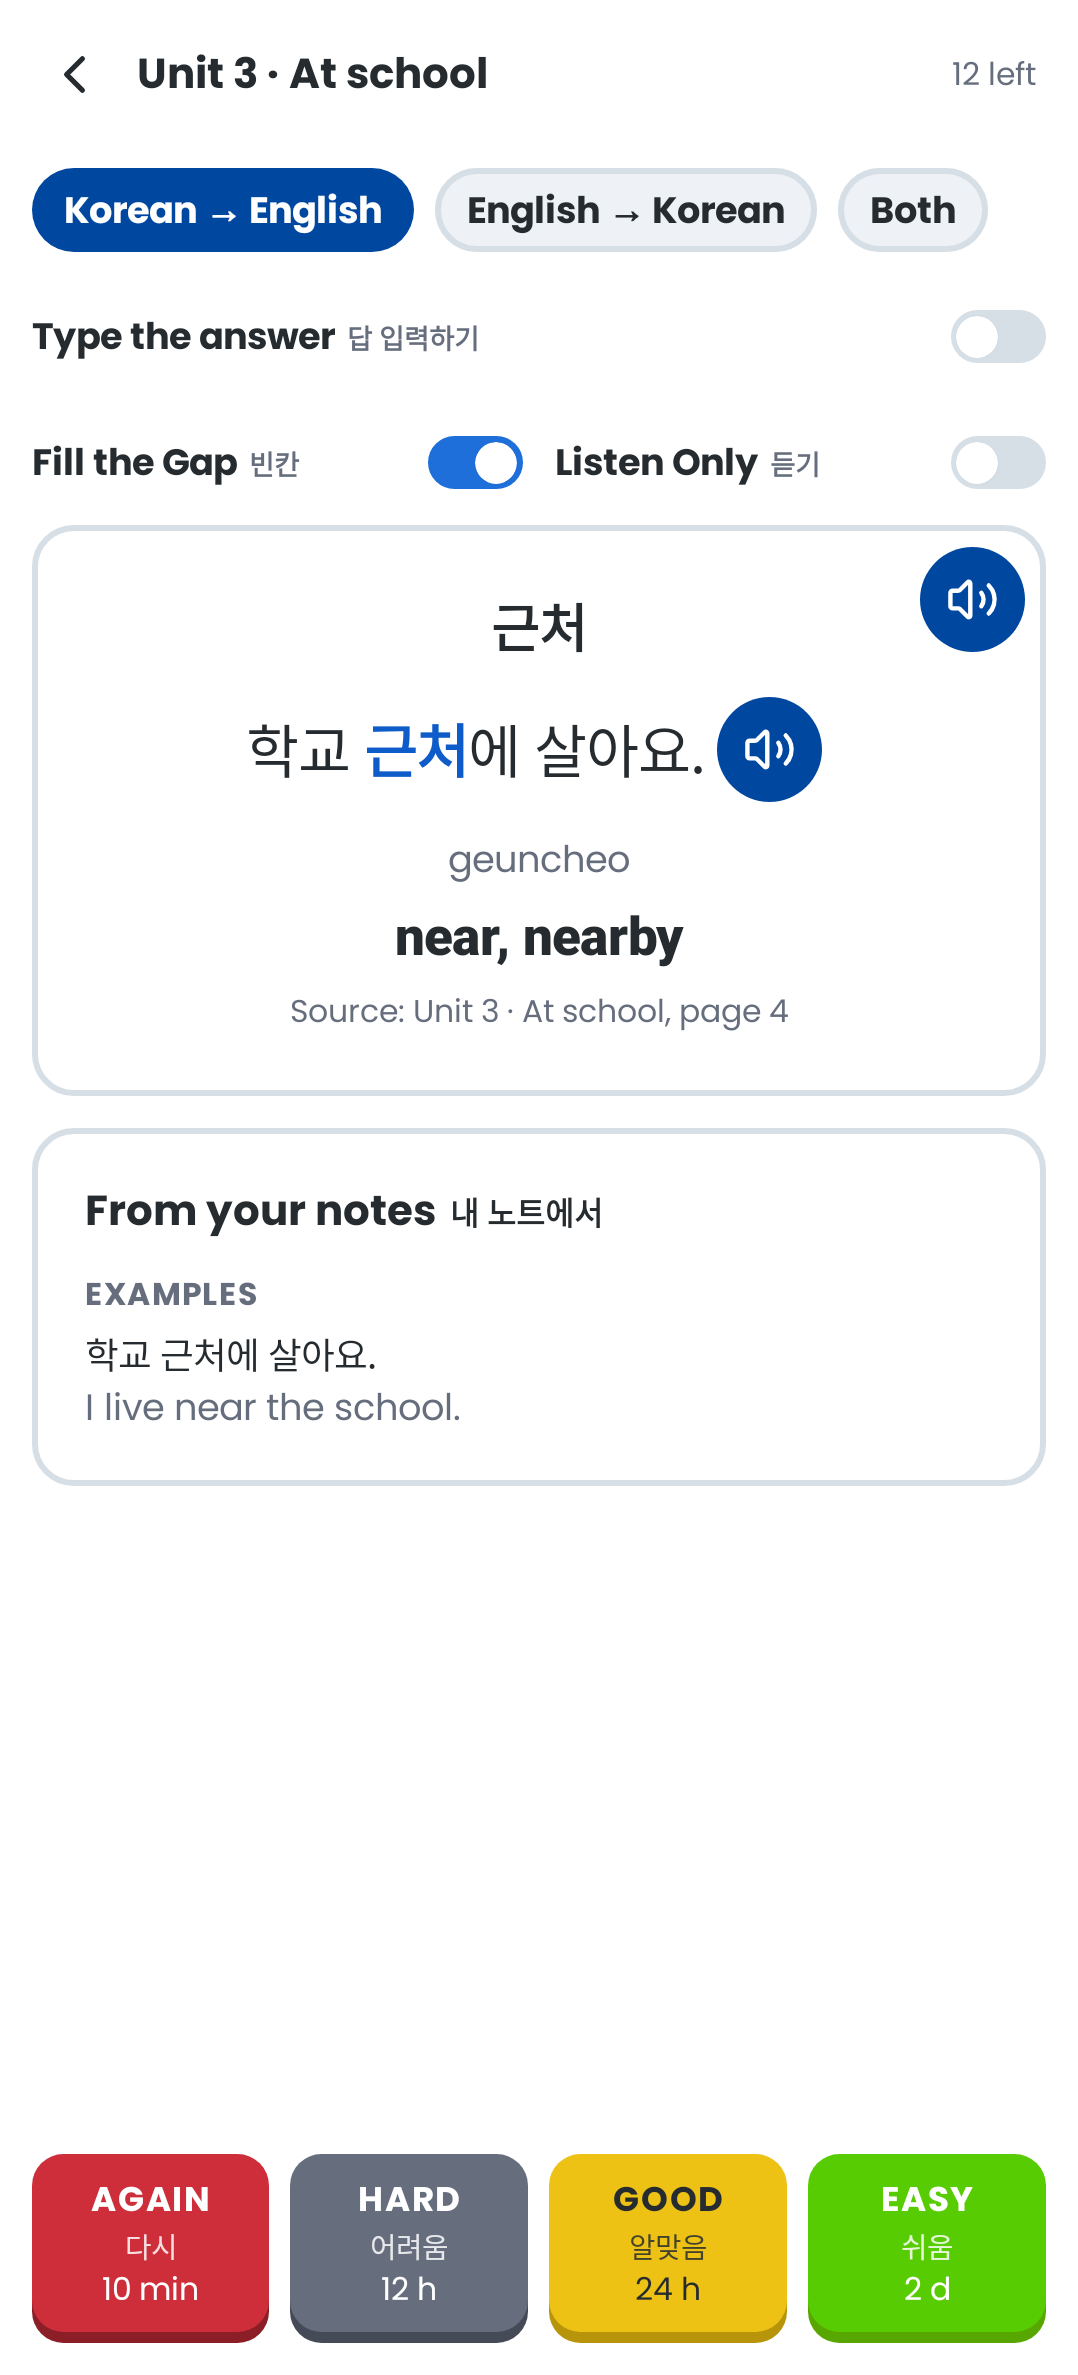 Unit 3 · At school
12 left
Korean → English
English → Korean
Both
Type the answer 답 입력하기
Fill the Gap 빈칸
Listen Only 듣기
근처
학교 근처에 살아요.
geuncheo
near, nearby
Source: Unit 3 · At school, page 4
From your notes 내 노트에서
EXAMPLES
학교 근처에 살아요.
I live near the school.
AGAIN
다시
10 min
HARD
어려움
12 h
GOOD
알맞음
24 h
EASY
쉬움
2 d